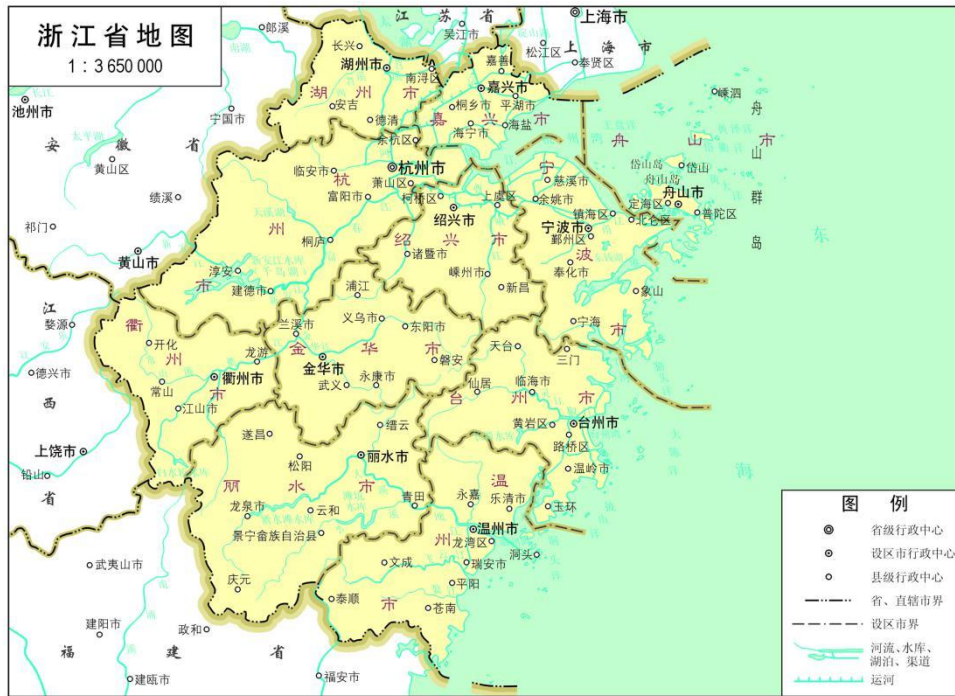 浙江省地图
1：3 650 000
郎溪
江苏省
吴江市
上海市
松江区
上海市
奉贤区
长兴
湖州市
南浔区
嘉善
嘉兴市
湖州市
安吉
德清
桐乡市
平湖市
嘉兴市
海宁市
海盐
余杭区
嵊泗
舟山市
舟山群岛
池州市
宁国市
安徽省
黄山区
绩溪
祁门
黄山市
临安市
杭州市
杭州市
萧山区
富阳市
柯桥区
上虞区
绍兴市
慈溪市
余姚市
宁波市
镇海区
宁波市
鄞州区
北仑区
岱山岛
岱山
舟山岛
定海区
舟山市
普陀区
桐庐
绍兴市
诸暨市
嵊州市
新昌
奉化市
象山
宁海
东海
淳安
建德市
浦江
江西省
婺源
德兴市
上饶市
铅山
衢州市
开化
常山
江山市
衢州市
龙游
兰溪市
义乌市
东阳市
金华市
金华市
磐安
武义
永康市
天台
三门
仙居
临海市
台州市
黄岩区
台州市
路桥区
温岭市
玉环
遂昌
缙云
松阳
丽水市
丽水市
龙泉市
云和
青田
景宁畲族自治县
庆元
温州市
永嘉
乐清市
温州市
龙湾区
洞头
瑞安市
文成
平阳
泰顺
苍南
武夷山市
建阳市
政和
福建省
建瓯市
福安市
图例
省级行政中心
设区市行政中心
县级行政中心
省、直辖市界
设区市界
河流、水库、
湖泊、渠道
运河